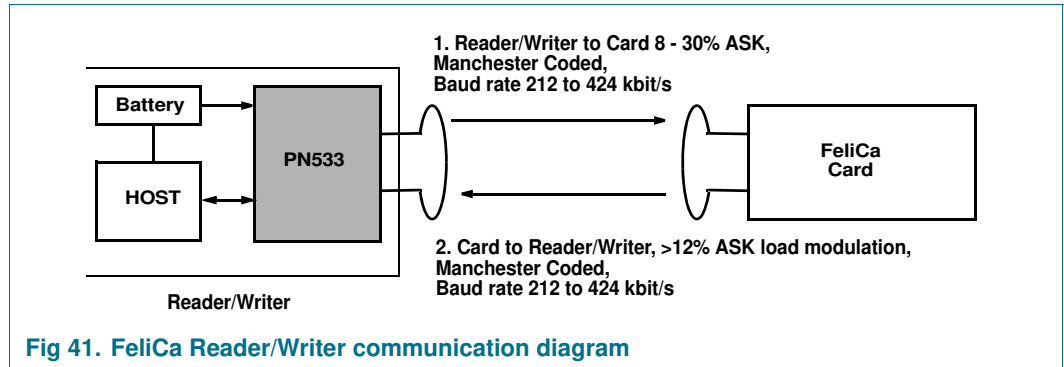 1. Reader/Writer to Card 8 - 30% ASK,
Manchester Coded,
Baud rate 212 to 424 kbit/s
Battery
PN533
HOST
FeliCa
Card
2. Card to Reader/Writer, >12% ASK load modulation,
Manchester Coded,
Baud rate 212 to 424 kbit/s
Reader/Writer
Fig 41. FeliCa Reader/Writer communication diagram